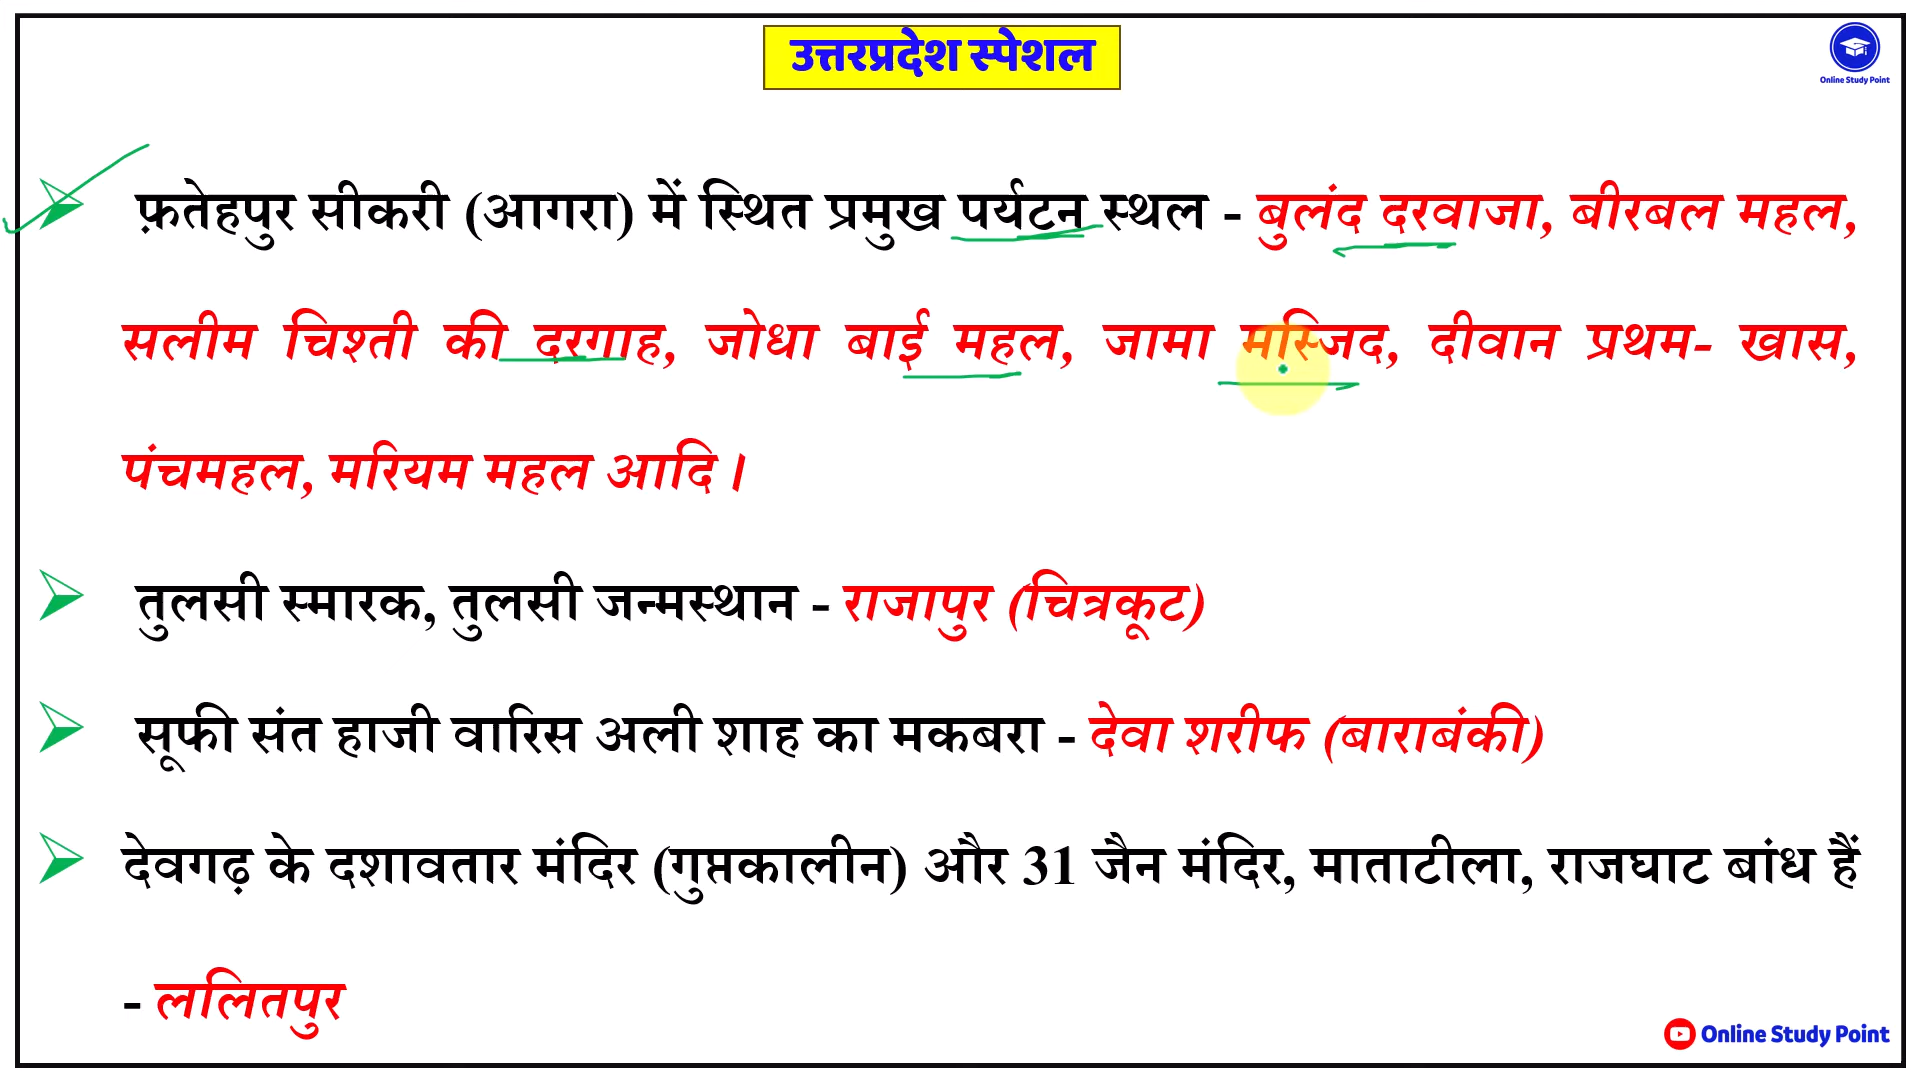 उत्तरप्रदेश स्पेशल
Online Study Point
फ़तेहपुर सीकरी (आगरा) में स्थित प्रमुख पर्यटन स्थल - बुलंद दरवाजा, बीरबल महल,
सलीम चिश्ती की दरगाह, जोधा बाई महल, जामा मस्जिद, दीवान प्रथम- खास,
पंचमहल, मरियम महल आदि ।
तुलसी स्मारक, तुलसी जन्मस्थान - राजापुर (चित्रकूट)
सूफी संत हाजी वारिस अली शाह का मकबरा - देवा शरीफ (बाराबंकी)
देवगढ़ के दशावतार मंदिर (गुप्तकालीन) और 31 जैन मंदिर, माताटीला, राजघाट बांध हैं
- ललितपुर
Online Study Point